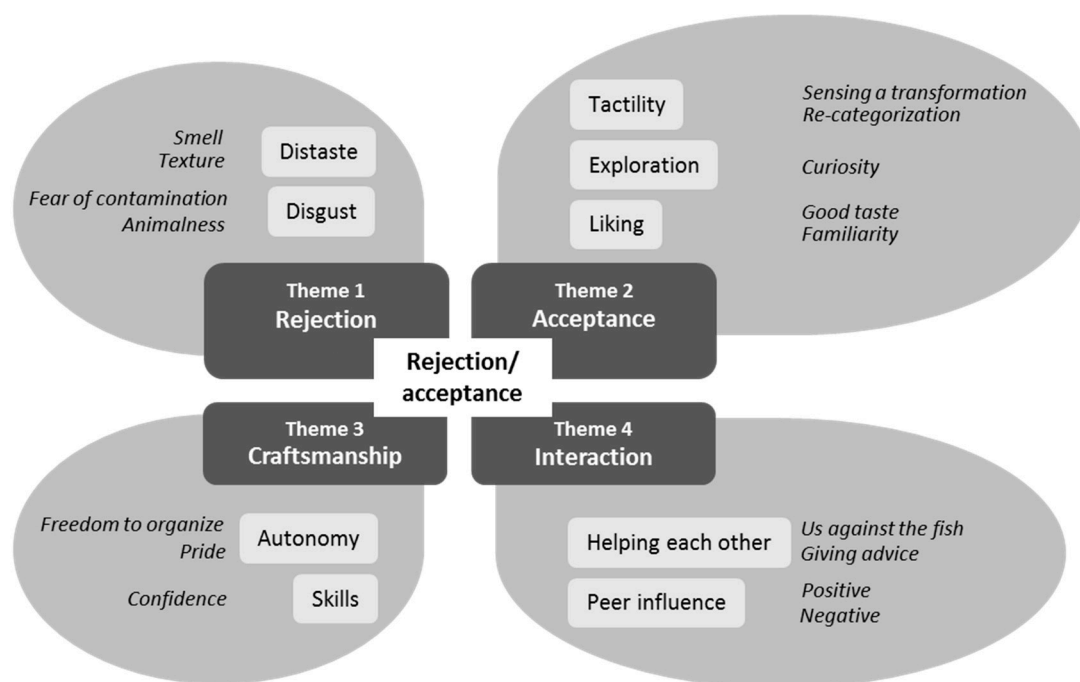 Smell
Texture
Distaste
Fear of contamination
Animalness
Disgust
Theme 1
Rejection
Tactility
Sensing a transformation
Re-categorization
Exploration
Curiosity
Liking
Good taste
Familiarity
Theme 2
Acceptance
Rejection/
acceptance
Theme 3
Craftsmanship
Freedom to organize
Pride
Autonomy
Confidence
Skills
Theme 4
Interaction
Helping each other
Us against the fish
Giving advice
Peer influence
Positive
Negative